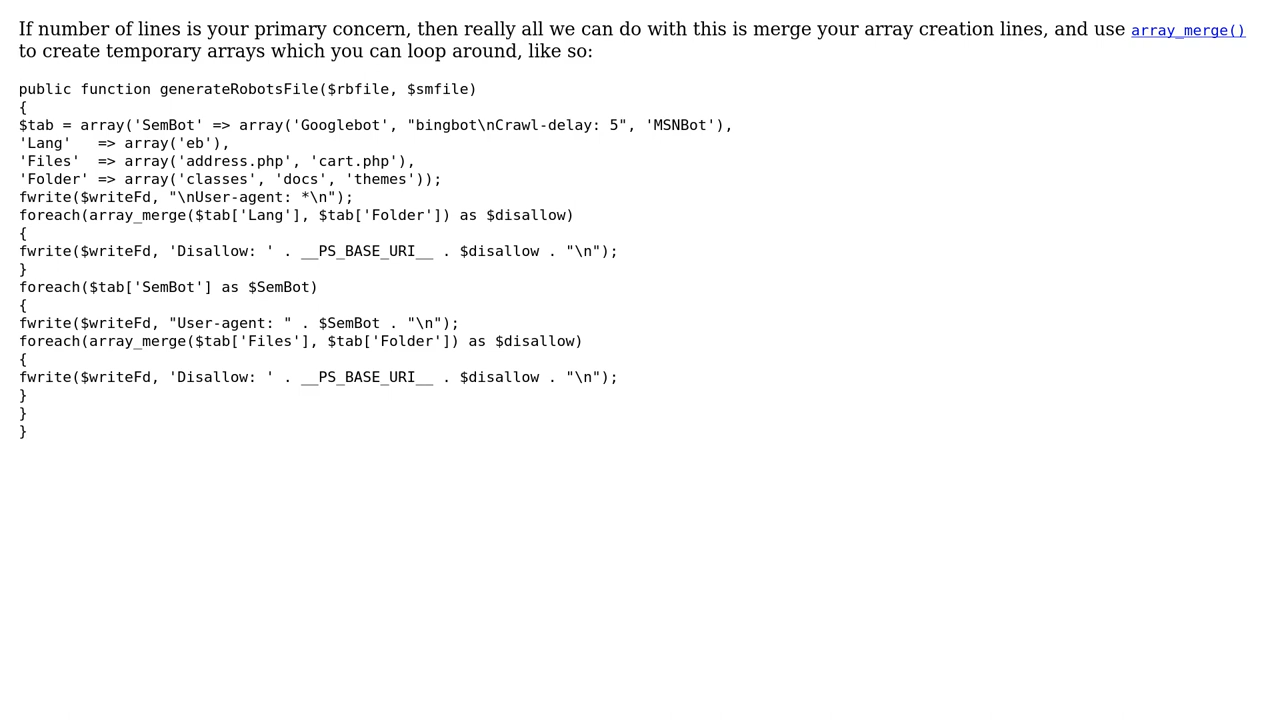 If number of lines is your primary concern, then really all we can do with this is merge your array creation lines, and use array_merge()
to create temporary arrays which you can loop around, like so:
public function generateRobotsFile($rbfile, $smfile)
{
$tab = array('SemBot' => array('Googlebot', "bingbot\nCrawl-delay: 5", 'MSNBot'),
'Lang'   => array('eb'),
'Files'  => array('address.php', 'cart.php'),
'Folder' => array('classes', 'docs', 'themes'));
fwrite($writeFd, "\nUser-agent: *\n");
foreach(array_merge($tab['Lang'], $tab['Folder']) as $disallow)
{
fwrite($writeFd, 'Disallow: ' . __PS_BASE_URI__ . $disallow . "\n");
}
foreach($tab['SemBot'] as $SemBot)
{
fwrite($writeFd, "User-agent: " . $SemBot . "\n");
foreach(array_merge($tab['Files'], $tab['Folder']) as $disallow)
{
fwrite($writeFd, 'Disallow: ' . __PS_BASE_URI__ . $disallow . "\n");
}
}
}